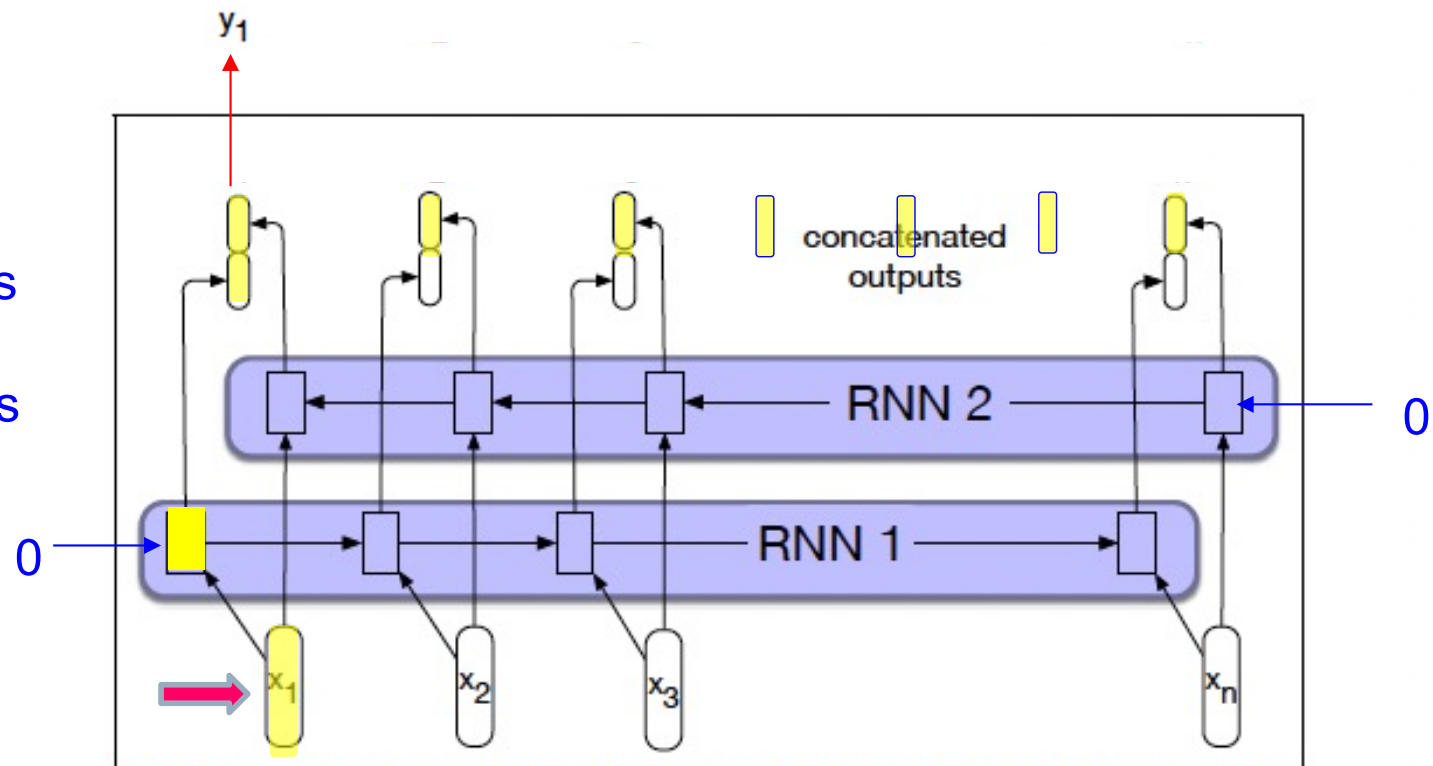 y1
s
concatenated
outputs
s
RNN 2
0
0
RNN 1
x1
x2
x3
xn